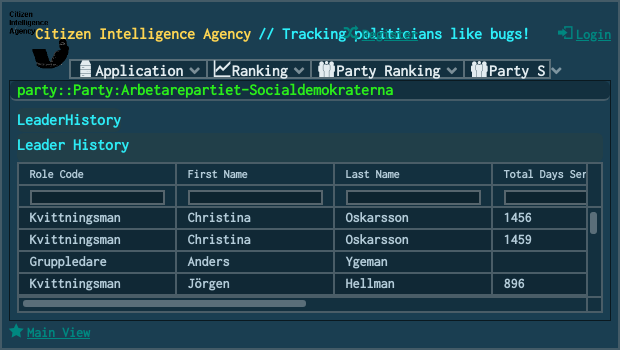 Citizen
Intelligence
Agency
Citizen Intelligence Agency // Tracking politicians like bugs!
Register
Login
Application Ranking Party Ranking Party S
party::Party:Arbetarepartiet-Socialdemokraterna
LeaderHistory
Leader History
Role Code First Name Last Name Total Days Ser
Kvittningsman Christina Oskarsson 1456
Kvittningsman Christina Oskarsson 1459
Gruppledare Anders Ygeman
Kvittningsman Jörgen Hellman 896
Main View